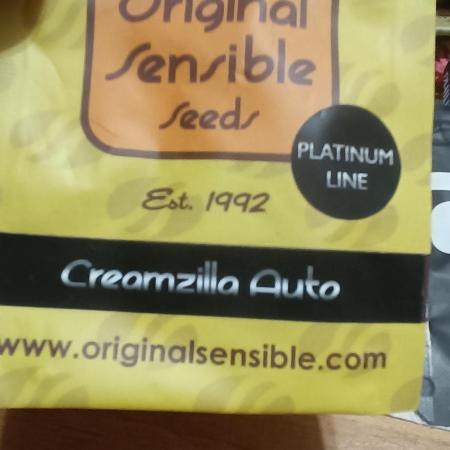 Original
Sensible
Seeds
PLATINUM
LINE
Est. 1992
Creamzilla Auto
www.originalsensible.com